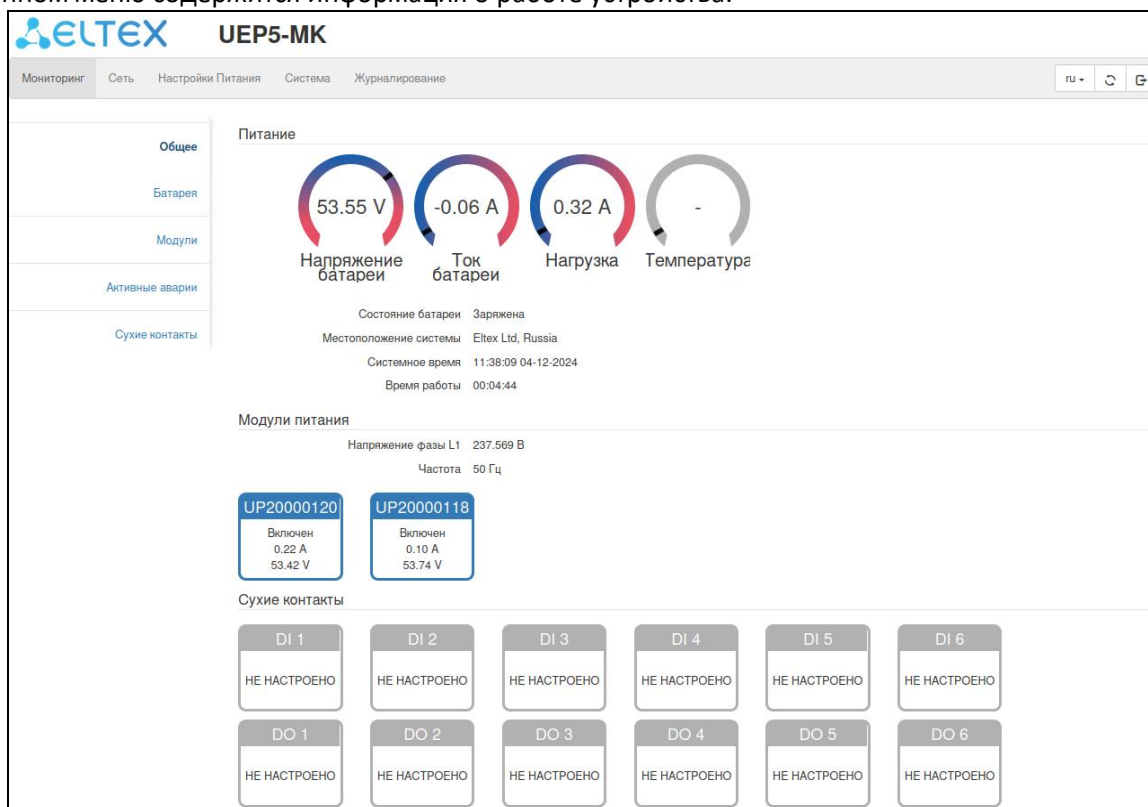 меню содержится информация о работе устройства.
ELTEX UEP5-MK
Мониторинг Сеть Настройки Питания Система Журналирование ru
Общее
Батарея
Модули
Активные аварии
Сухие контакты
Питание
53.55 V -0.06 A 0.32 A -
Напряжение батареи Ток батареи Нагрузка Температура
Состояние батареи Заряжена
Местоположение системы Eltex Ltd, Russia
Системное время 11:38:09 04-12-2024
Время работы 00:04:44
Модули питания
Напряжение фазы L1 237.569 В
Частота 50 Гц
UP20000120 UP20000118
Включен Включен
0.22 A 0.10 A
53.42 V 53.74 V
Сухие контакты
DI 1 DI 2 DI 3 DI 4 DI 5 DI 6
НЕ НАСТРОЕНО НЕ НАСТРОЕНО НЕ НАСТРОЕНО НЕ НАСТРОЕНО НЕ НАСТРОЕНО НЕ НАСТРОЕНО
DO 1 DO 2 DO 3 DO 4 DO 5 DO 6
НЕ НАСТРОЕНО НЕ НАСТРОЕНО НЕ НАСТРОЕНО НЕ НАСТРОЕНО НЕ НАСТРОЕНО НЕ НАСТРОЕНО